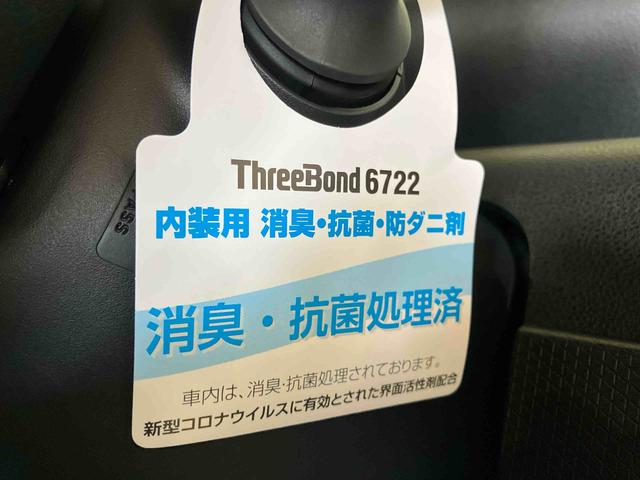 ThreeBond 6722
内装用 消臭・抗菌・防ダニ剤
消臭・抗菌処理済
車内は、消臭・抗菌処理されております。
新型コロナウイルスに有効とされた界面活性剤配合